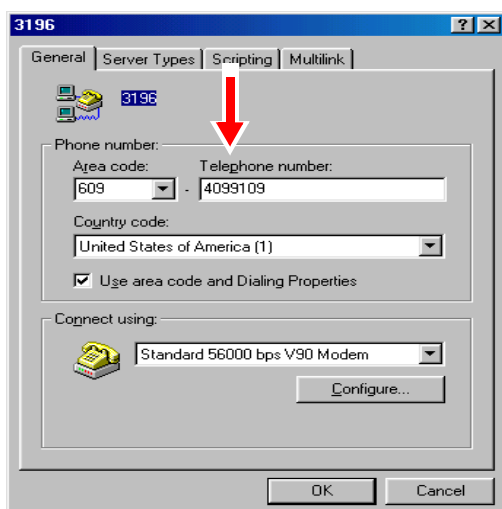 3196
General Server Types Scripting Multilink
3196
Phone number:
Area code: Telephone number:
609 - 4099109
Country code:
United States of America (1)
Use area code and Dialing Properties
Connect using:
Standard 56000 bps V90 Modem
Configure...
OK Cancel